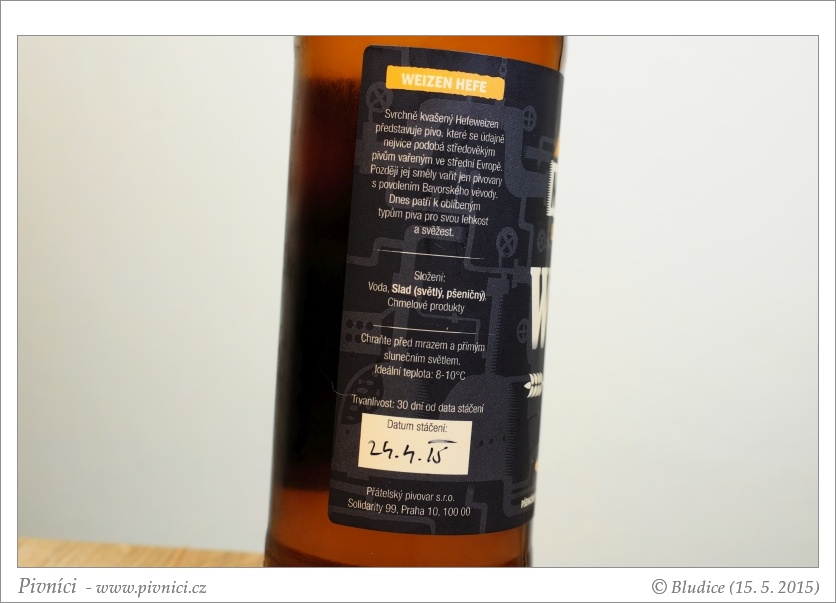 WEIZEN HEFE
Svrchně kvašený Hefeweizen
představuje pivo, které se údajně
nejvíce podobá středověkým
pivům vařeným ve střední Evropě.
Později jej směly vařit jen pivovary
s povolením Bavorského vévody.
Dnes patří k oblíbeným
typům piva pro svou lehkost
a svěžest.
Složení:
Voda, Slad (světlý, pšeničný),
Chmelové produkty
Chraňte před mrazem a přímým
slunečním světlem.
Ideální teplota: 8-10°C
Trvanlivost: 30 dní od data stáčení
Datum stáčení:
24.4.15
Přátelský pivovar s.r.o.
Solidarity 99, Praha 10, 100 00
W
Pivníci - www.pivnici.cz
© Bludice (15. 5. 2015)